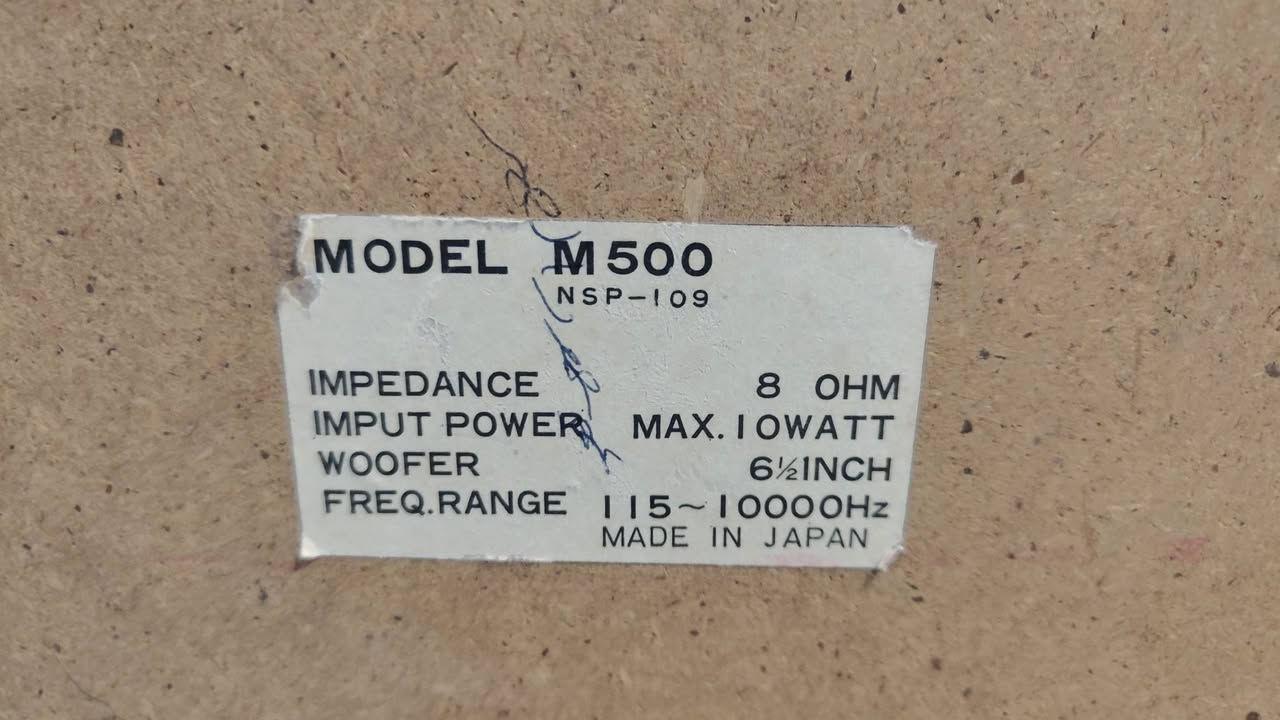 MODEL M500
NSP-109
IMPEDANCE 8 OHM
IMPUT POWER MAX. 10WATT
WOOFER 6½INCH
FREQ.RANGE 115~10000Hz
MADE IN JAPAN